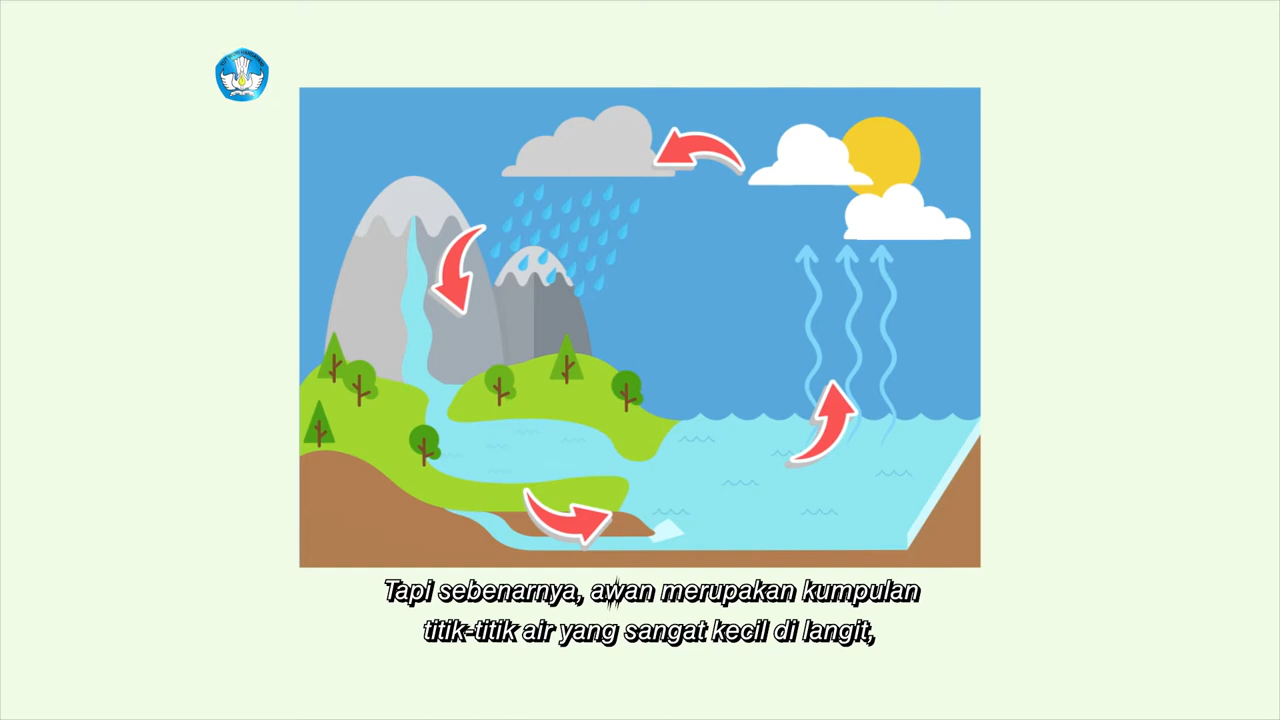 Tapi sebenarnya, awan merupakan kumpulan
titik-titik air yang sangat kecil di langit,